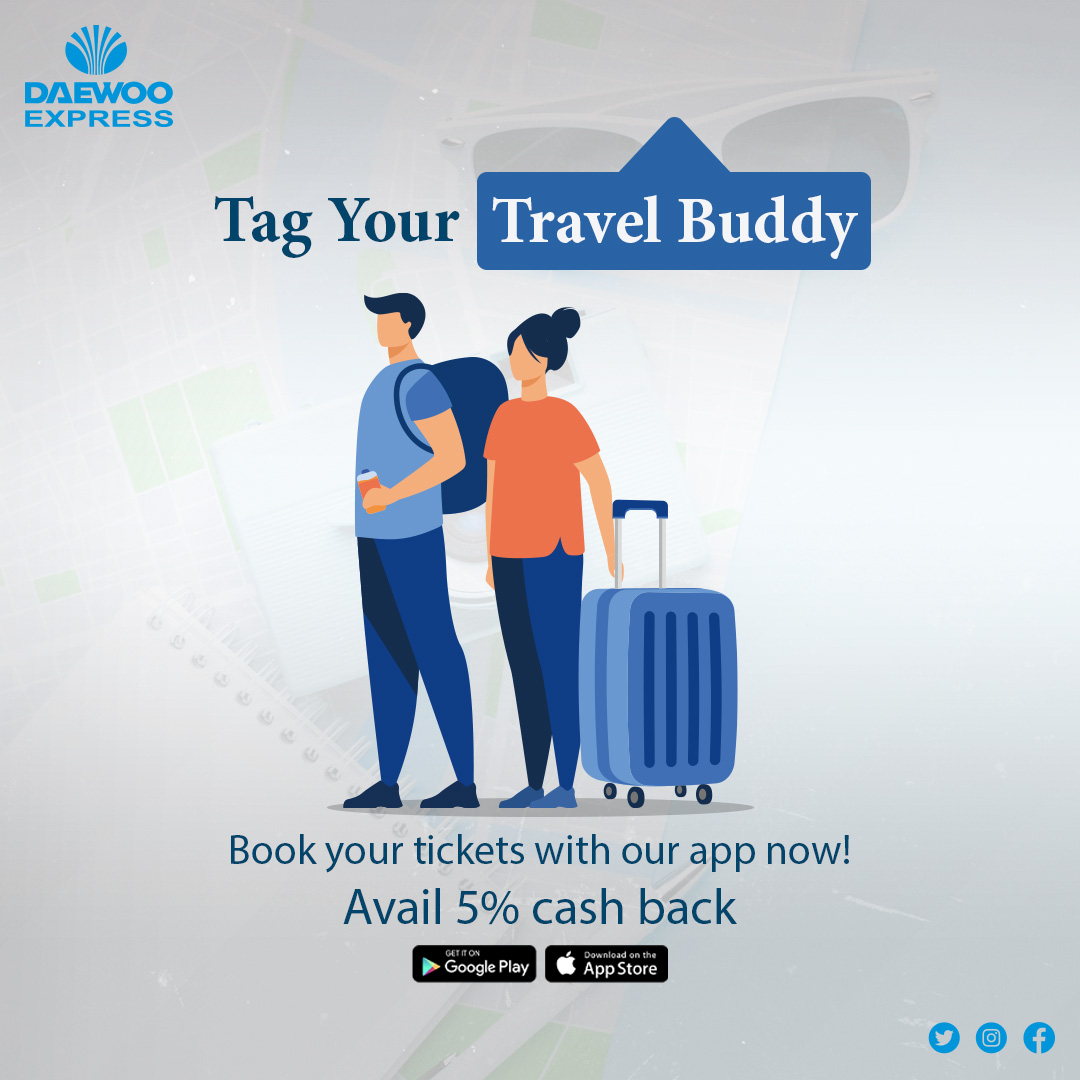 DAEWOO
EXPRESS
Tag Your Travel Buddy
Book your tickets with our app now!
Avail 5% cash back
GET IT ON
Google Play
Download on the
App Store